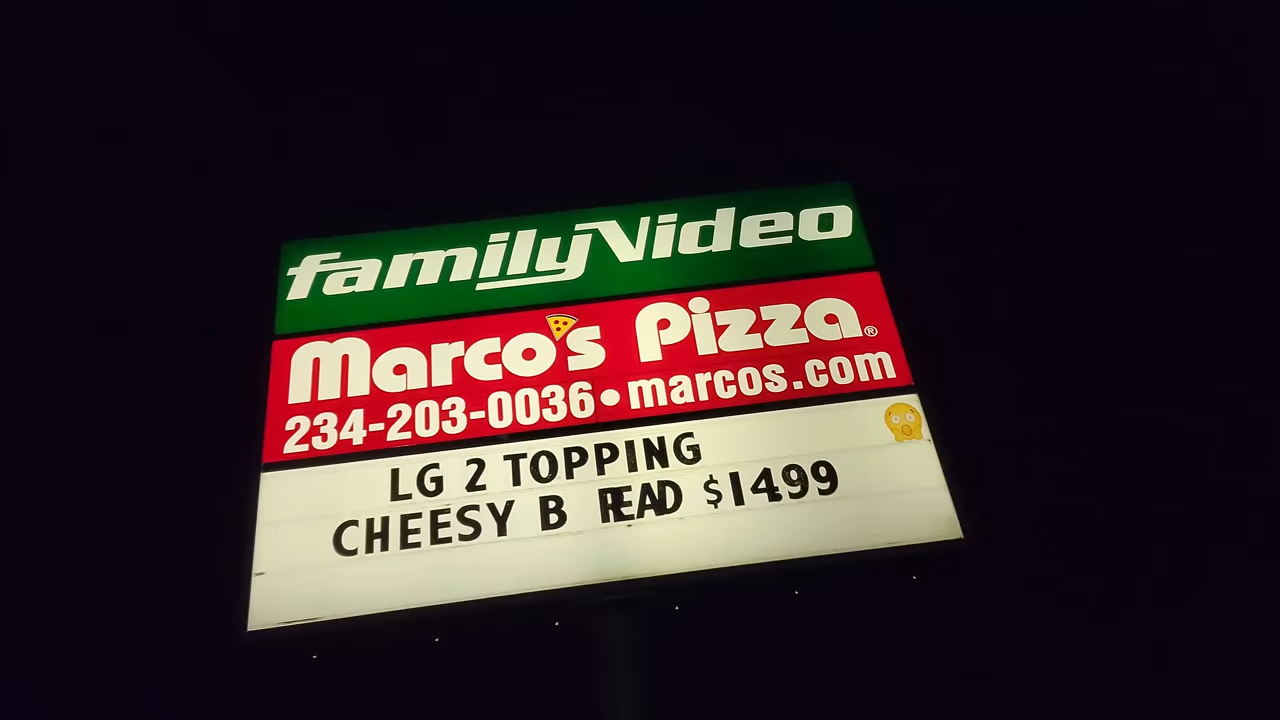 familyVideo
Marco's Pizza®
234-203-0036•marcos.com
LG 2 TOPPING
CHEESY B READ $1499